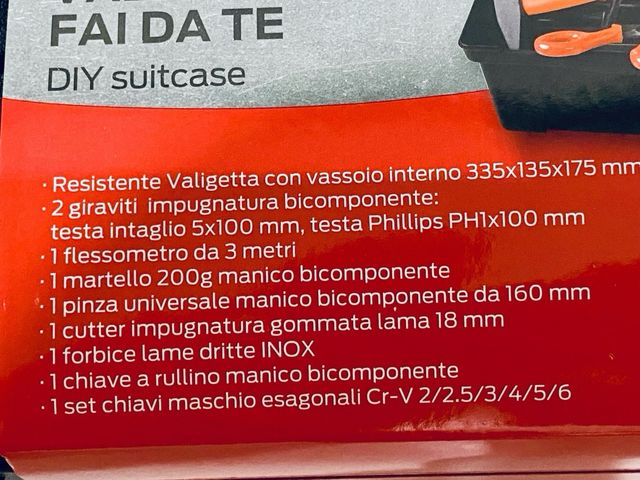 FAI DA TE
DIY suitcase
· Resistente Valigetta con vassoio interno 335x135x175 mm
· 2 giraviti impugnatura bicomponente:
testa intaglio 5x100 mm, testa Phillips PH1x100 mm
· 1 flessometro da 3 metri
· 1 martello 200g manico bicomponente
· 1 pinza universale manico bicomponente da 160 mm
· 1 cutter impugnatura gommata lama 18 mm
· 1 forbice lame dritte INOX
· 1 chiave a rullino manico bicomponente
· 1 set chiavi maschio esagonali Cr-V 2/2.5/3/4/5/6